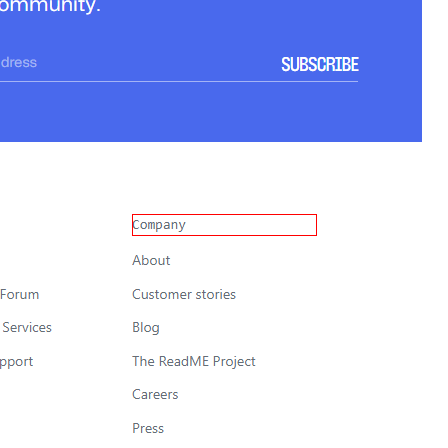 ommunity.
dress
SUBSCRIBE
Company
About
Forum
Customer stories
Services
Blog
pport
The ReadME Project
Careers
Press